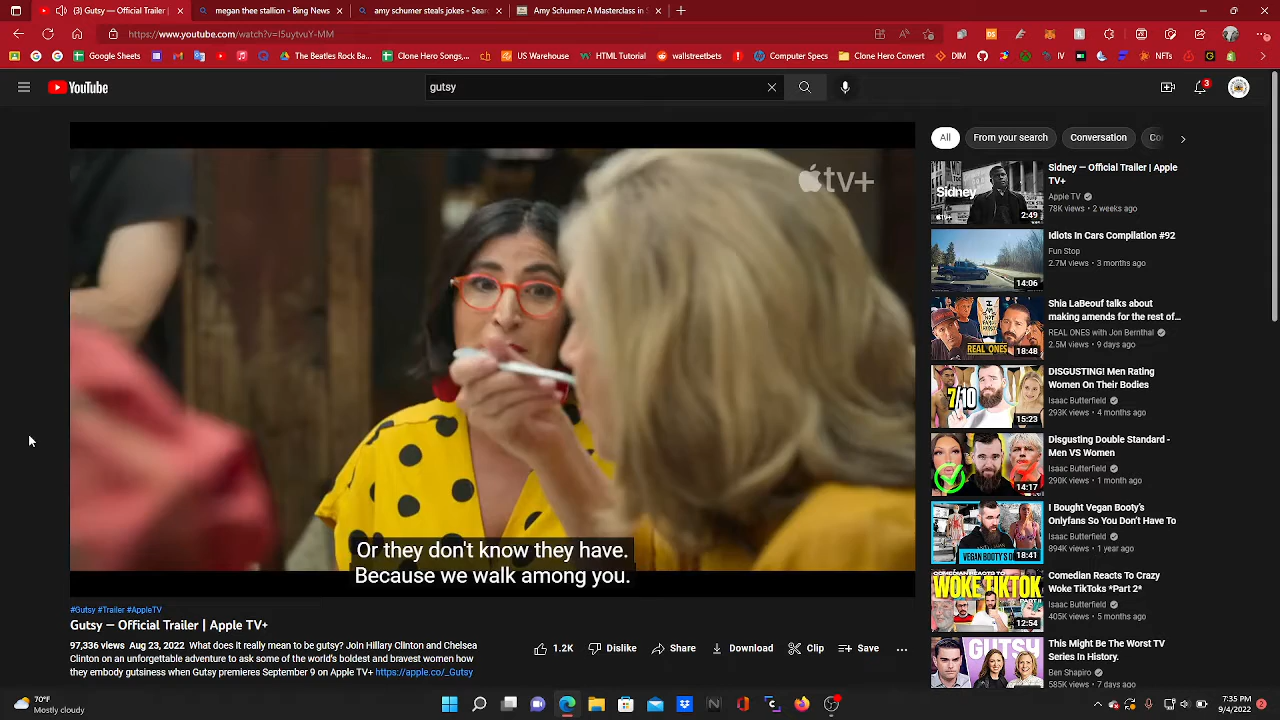 (3) Gutsy — Official Trailer |
megan thee stallion - Bing News
amy schumer steals jokes - Sear
Amy Schumer: A Masterclass in S
https://www.youtube.com/watch?v=I5uytvuY-MM
Google Sheets
The Beatles Rock Ba...
Clone Hero Songs,...
cb
US Warehouse
HTML Tutorial
wallstreetbets
Computer Specs
Clone Hero Convert
DIM
IV
NFTs
YouTube
gutsy
3
tv+
Or they don't know they have.
Because we walk among you.
#Gutsy #Trailer #AppleTV
Gutsy — Official Trailer | Apple TV+
97,336 views Aug 23, 2022 What does it really mean to be gutsy? Join Hillary Clinton and Chelsea
Clinton on an unforgettable adventure to ask some of the world's boldest and bravest women how
they embody gutsiness when Gutsy premieres September 9 on Apple TV+ https://apple.co/_Gutsy
1.2K
Dislike
Share
Download
Clip
Save
All
From your search
Conversation
Sidney
2:49
Sidney — Official Trailer | Apple
TV+
Apple TV
78K views • 2 weeks ago
14:06
Idiots In Cars Compilation #92
Fun Stop
2.7M views • 3 months ago
REAL ONES
18:48
Shia LaBeouf talks about
making amends for the rest of...
REAL ONES with Jon Bernthal
2.5M views • 9 days ago
7/10
15:23
DISGUSTING! Men Rating
Women On Their Bodies
Isaac Butterfield
293K views • 4 months ago
14:17
Disgusting Double Standard -
Men VS Women
Isaac Butterfield
290K views • 1 month ago
VEGAN BOOTY'S
18:41
I Bought Vegan Booty's
Onlyfans So You Don't Have To
Isaac Butterfield
894K views • 1 year ago
COMEDIAN REACTS TO
WOKE TIKTOK
12:54
Comedian Reacts To Crazy
Woke TikToks *Part 2*
Isaac Butterfield
405K views • 5 months ago
GUTSY
This Might Be The Worst TV
Series In History.
Ben Shapiro
585K views • 7 days ago
70°F
Mostly cloudy
7:35 PM
9/4/2022